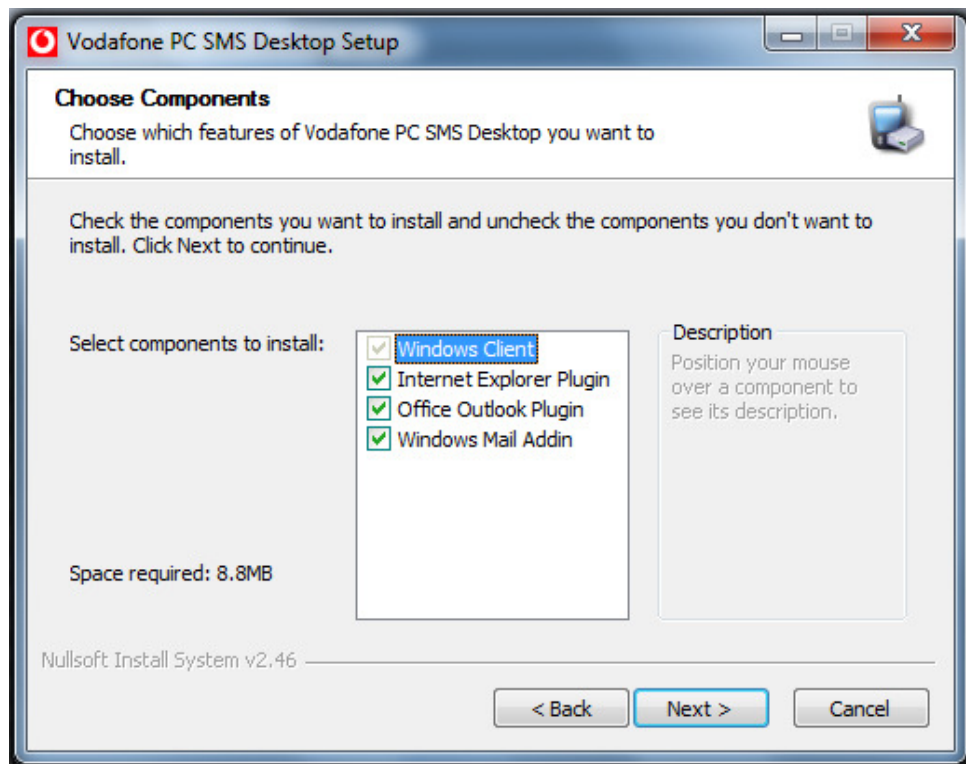 Vodafone PC SMS Desktop Setup
Choose Components
Choose which features of Vodafone PC SMS Desktop you want to
install.
Check the components you want to install and uncheck the components you don't want to
install. Click Next to continue.
Select components to install:
Windows Client
Internet Explorer Plugin
Office Outlook Plugin
Windows Mail Addin
Description
Position your mouse
over a component to
see its description.
Space required: 8.8MB
Nullsoft Install System v2.46
< Back
Next >
Cancel